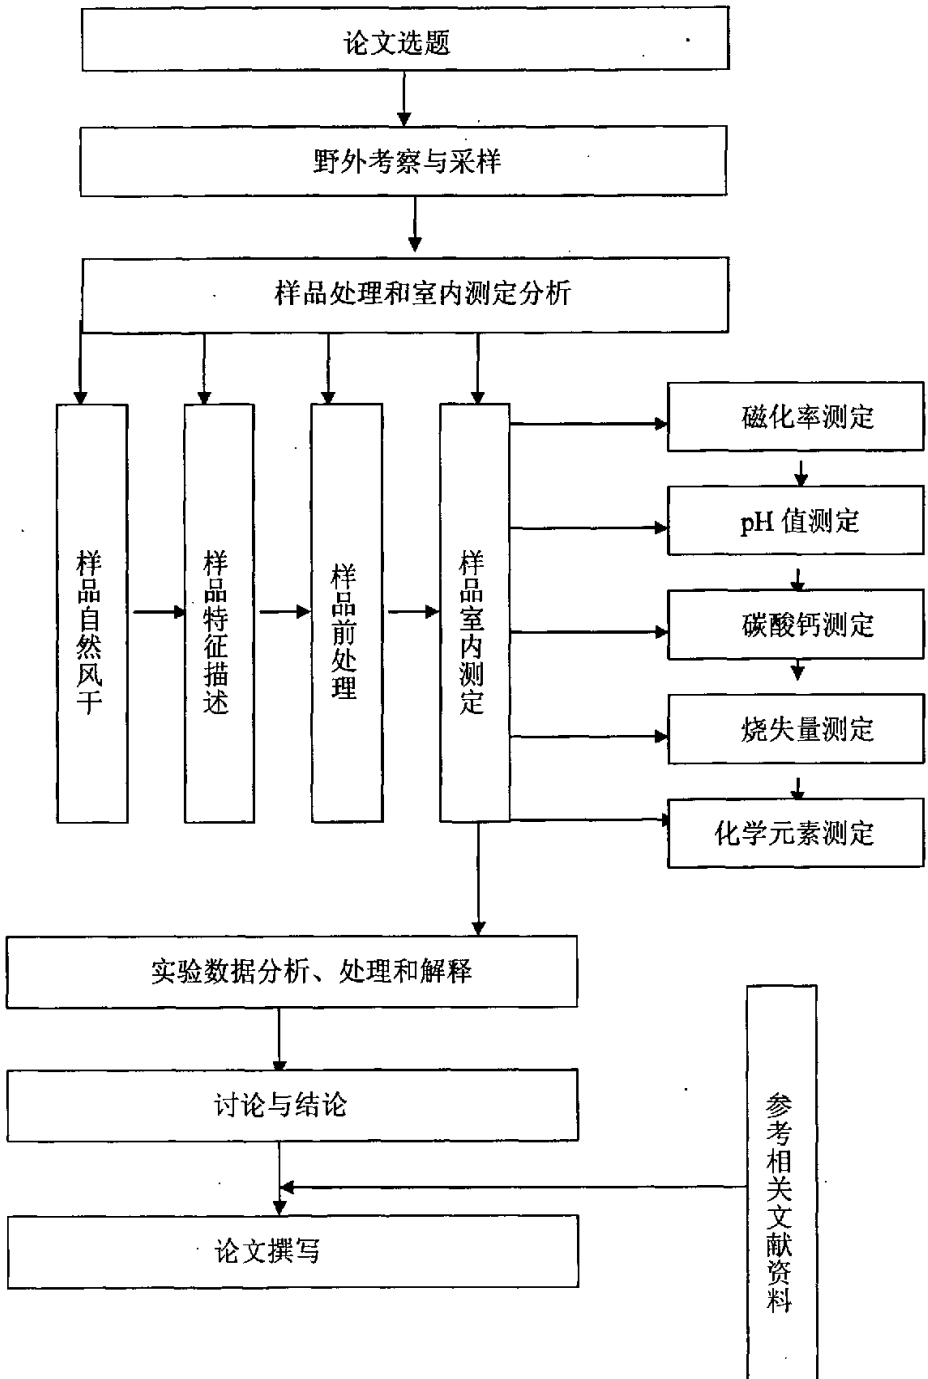 论文选题
野外考察与采样
样品处理和室内测定分析
样品自然风干
样品特征描述
样品前处理
样品室内测定
磁化率测定
pH 值测定
碳酸钙测定
烧失量测定
化学元素测定
实验数据分析、处理和解释
讨论与结论
论文撰写
参考相关文献资料